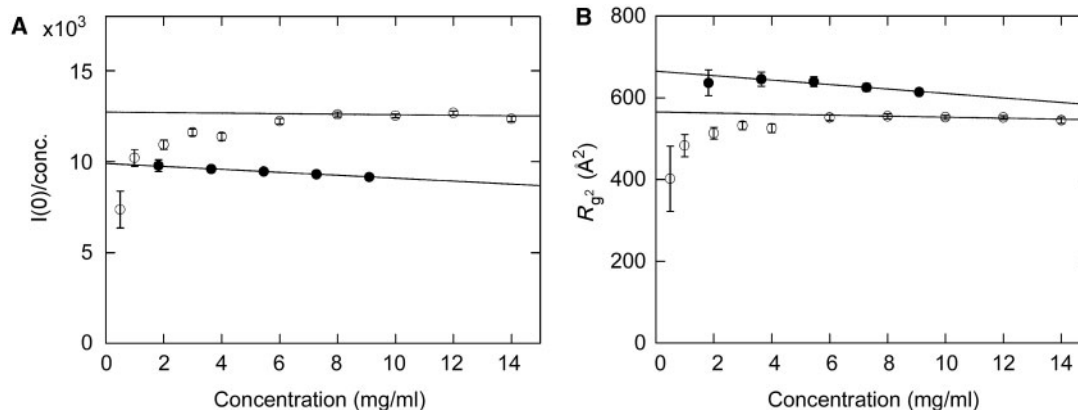 A
×10³
15
10
5
0
I(0)/conc.
0 2 4 6 8 10 12 14
Concentration (mg/ml)
B
800
600
400
200
0
Rg² (Å²)
0 2 4 6 8 10 12 14
Concentration (mg/ml)